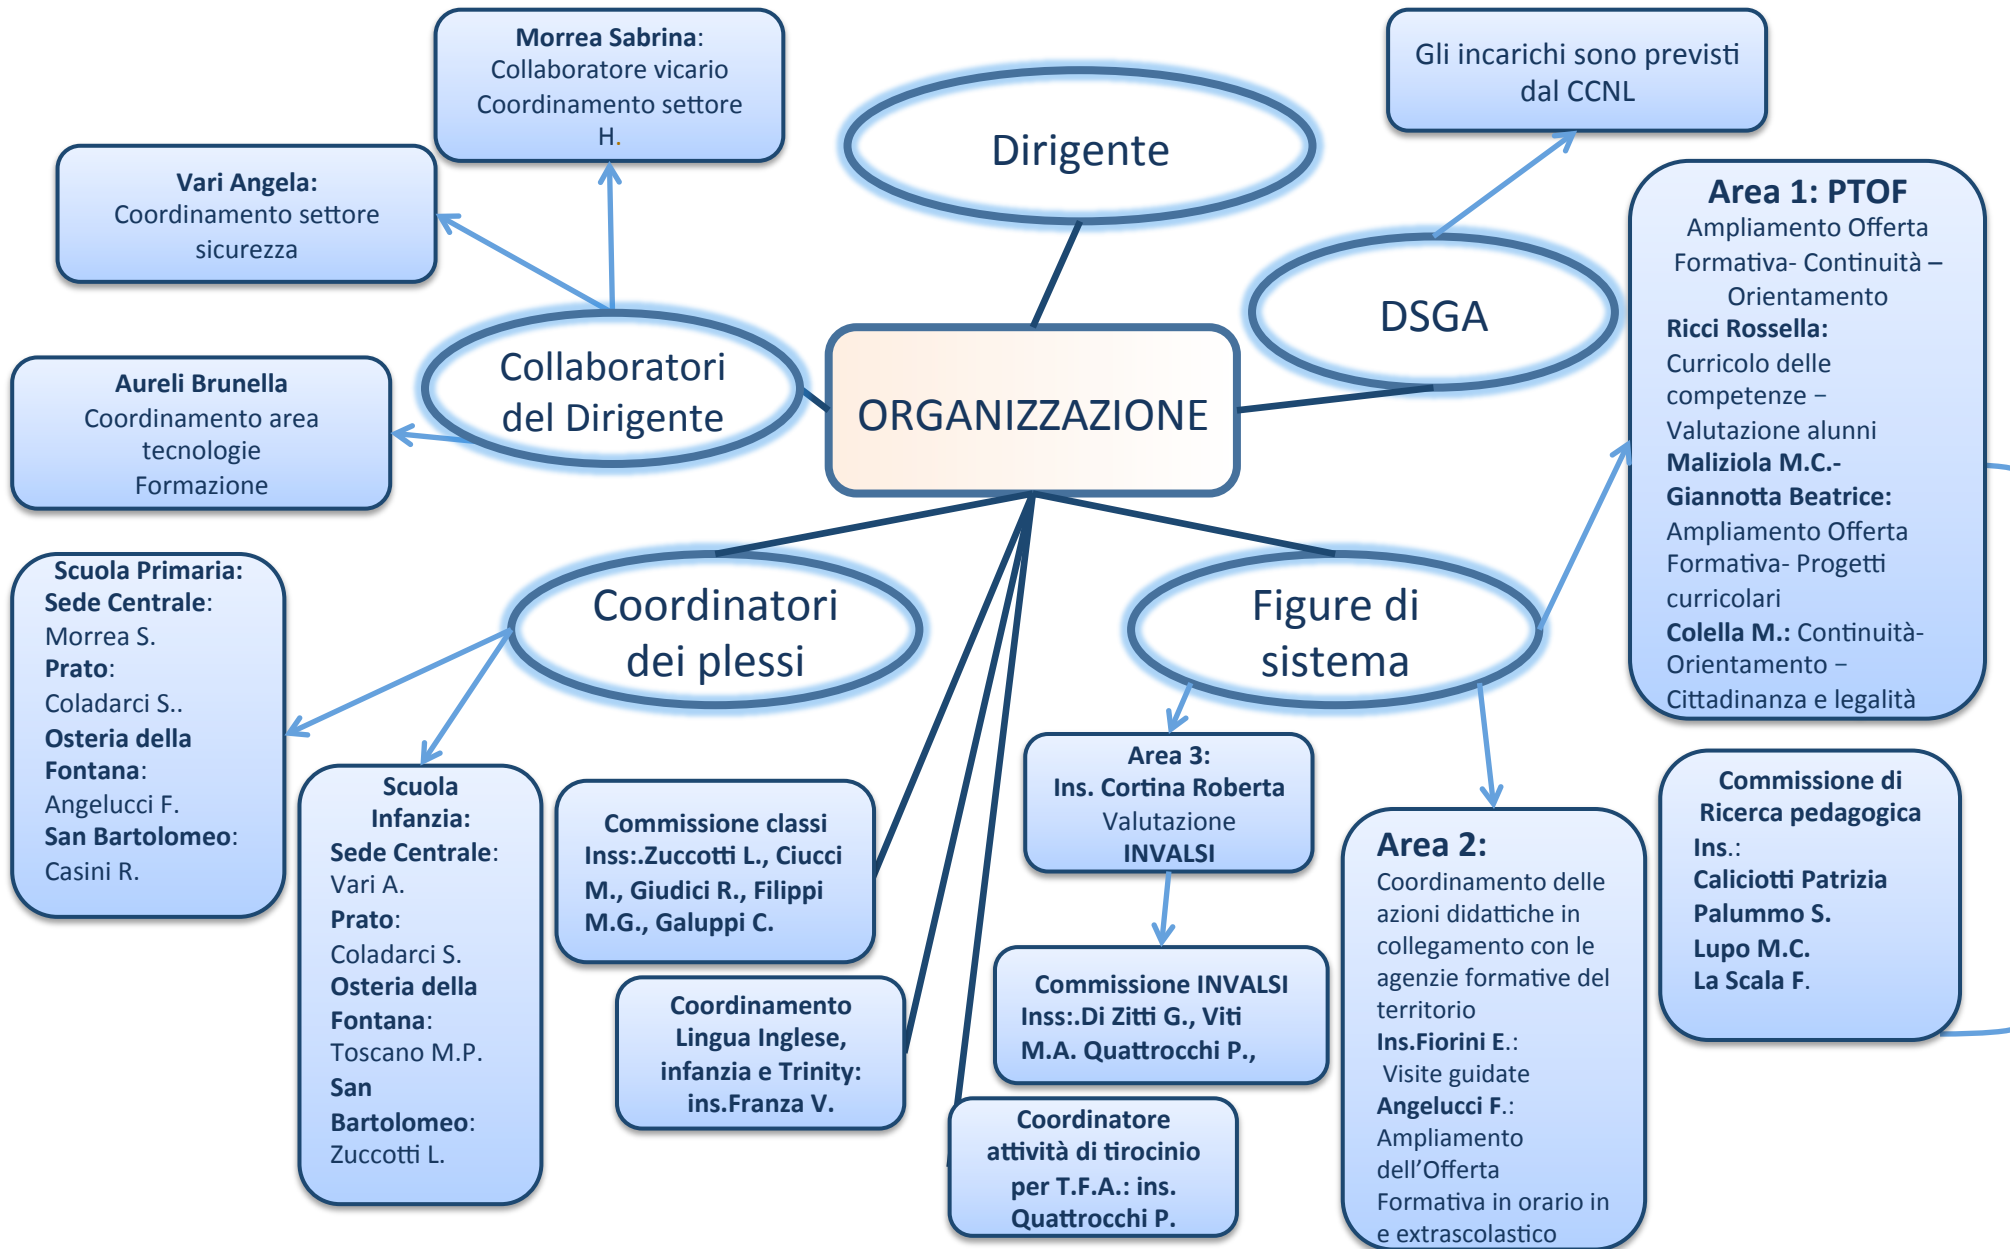 Morrea Sabrina:
Collaboratore vicario
Coordinamento settore
H.
Gli incarichi sono previsti
dal CCNL
Dirigente
Vari Angela:
Coordinamento settore
sicurezza
DSGA
Area 1: PTOF
Ampliamento Offerta
Formativa- Continuità –
Orientamento
Ricci Rossella:
Curricolo delle
competenze –
Valutazione alunni
Maliziola M.C.-
Giannotta Beatrice:
Ampliamento Offerta
Formativa- Progetti
curricolari
Colella M.: Continuità-
Orientamento –
Cittadinanza e legalità
Collaboratori
del Dirigente
ORGANIZZAZIONE
Aureli Brunella
Coordinamento area
tecnologie
Formazione
Scuola Primaria:
Sede Centrale:
Morrea S.
Prato:
Coladarci S..
Osteria della
Fontana:
Angelucci F.
San Bartolomeo:
Casini R.
Coordinatori
dei plessi
Figure di
sistema
Scuola
Infanzia:
Sede Centrale:
Vari A.
Prato:
Coladarci S.
Osteria della
Fontana:
Toscano M.P.
San
Bartolomeo:
Zuccotti L.
Commissione classi
Inss:.Zuccotti L., Ciucci
M., Giudici R., Filippi
M.G., Galuppi C.
Coordinamento
Lingua Inglese,
infanzia e Trinity:
ins.Franza V.
Area 3:
Ins. Cortina Roberta
Valutazione
INVALSI
Commissione INVALSI
Inss:.Di Zitti G., Viti
M.A. Quattrocchi P.,
Coordinatore
attività di tirocinio
per T.F.A.: ins.
Quattrocchi P.
Area 2:
Coordinamento delle
azioni didattiche in
collegamento con le
agenzie formative del
territorio
Ins.Fiorini E.:
Visite guidate
Angelucci F.:
Ampliamento
dell’Offerta
Formativa in orario in
e extrascolastico
Commissione di
Ricerca pedagogica
Ins.:
Caliciotti Patrizia
Palummo S.
Lupo M.C.
La Scala F.